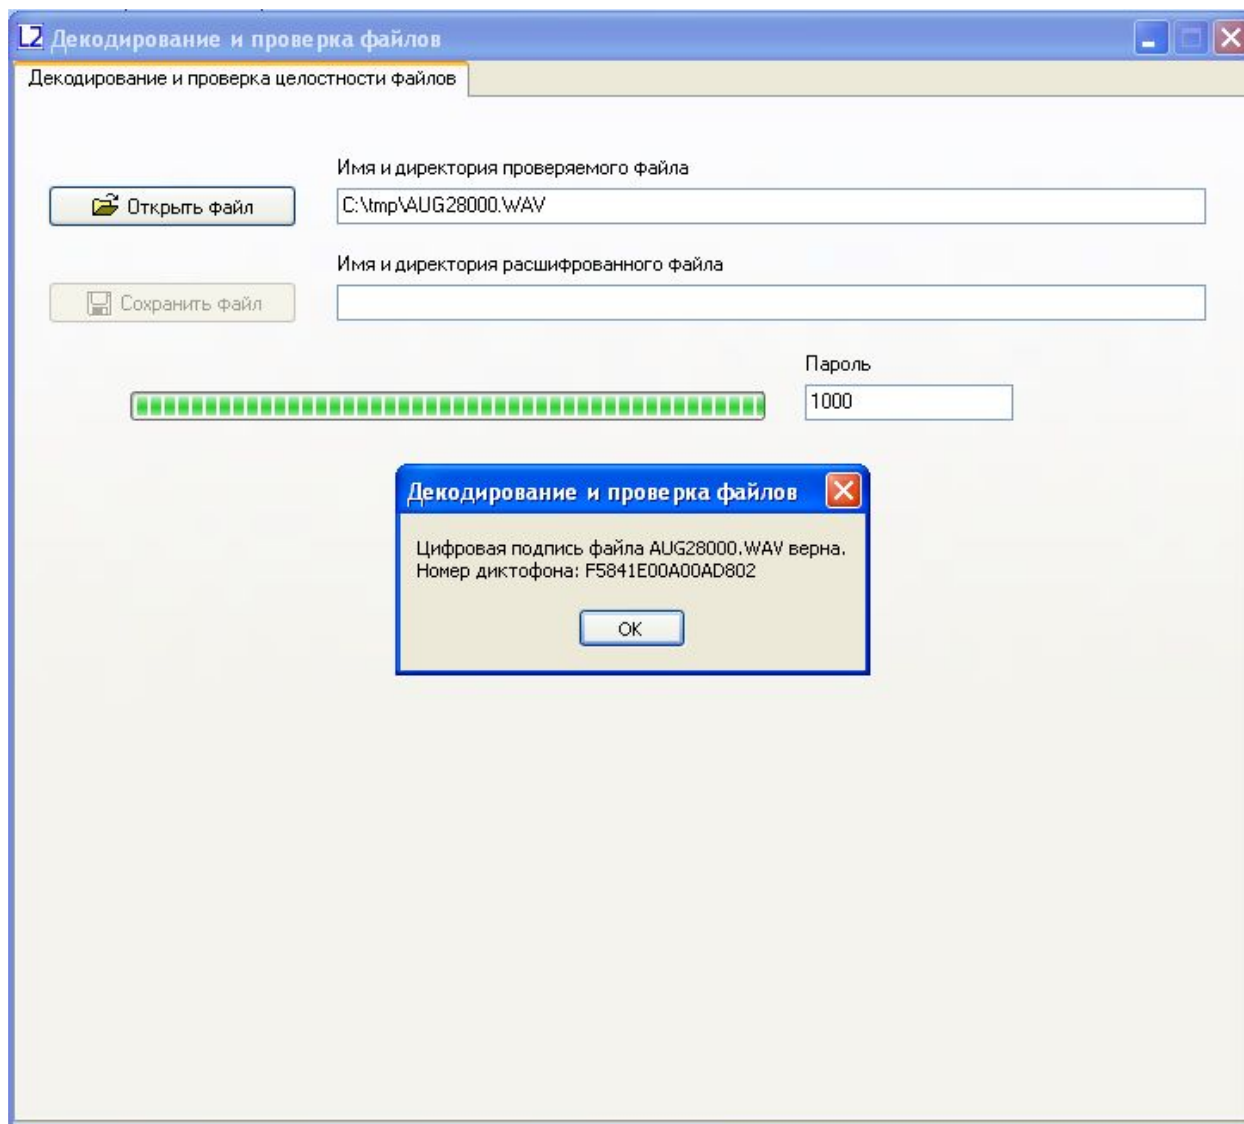 Декодирование и проверка файлов
Декодирование и проверка целостности файлов
Имя и директория проверяемого файла
Открыть файл
C:\tmp\AUG28000.WAV
Имя и директория расшифрованного файла
Сохранить файл
Пароль
1000
Декодирование и проверка файлов
Цифровая подпись файла AUG28000.WAV верна.
Номер диктофона: F5841E00A00AD802
OK